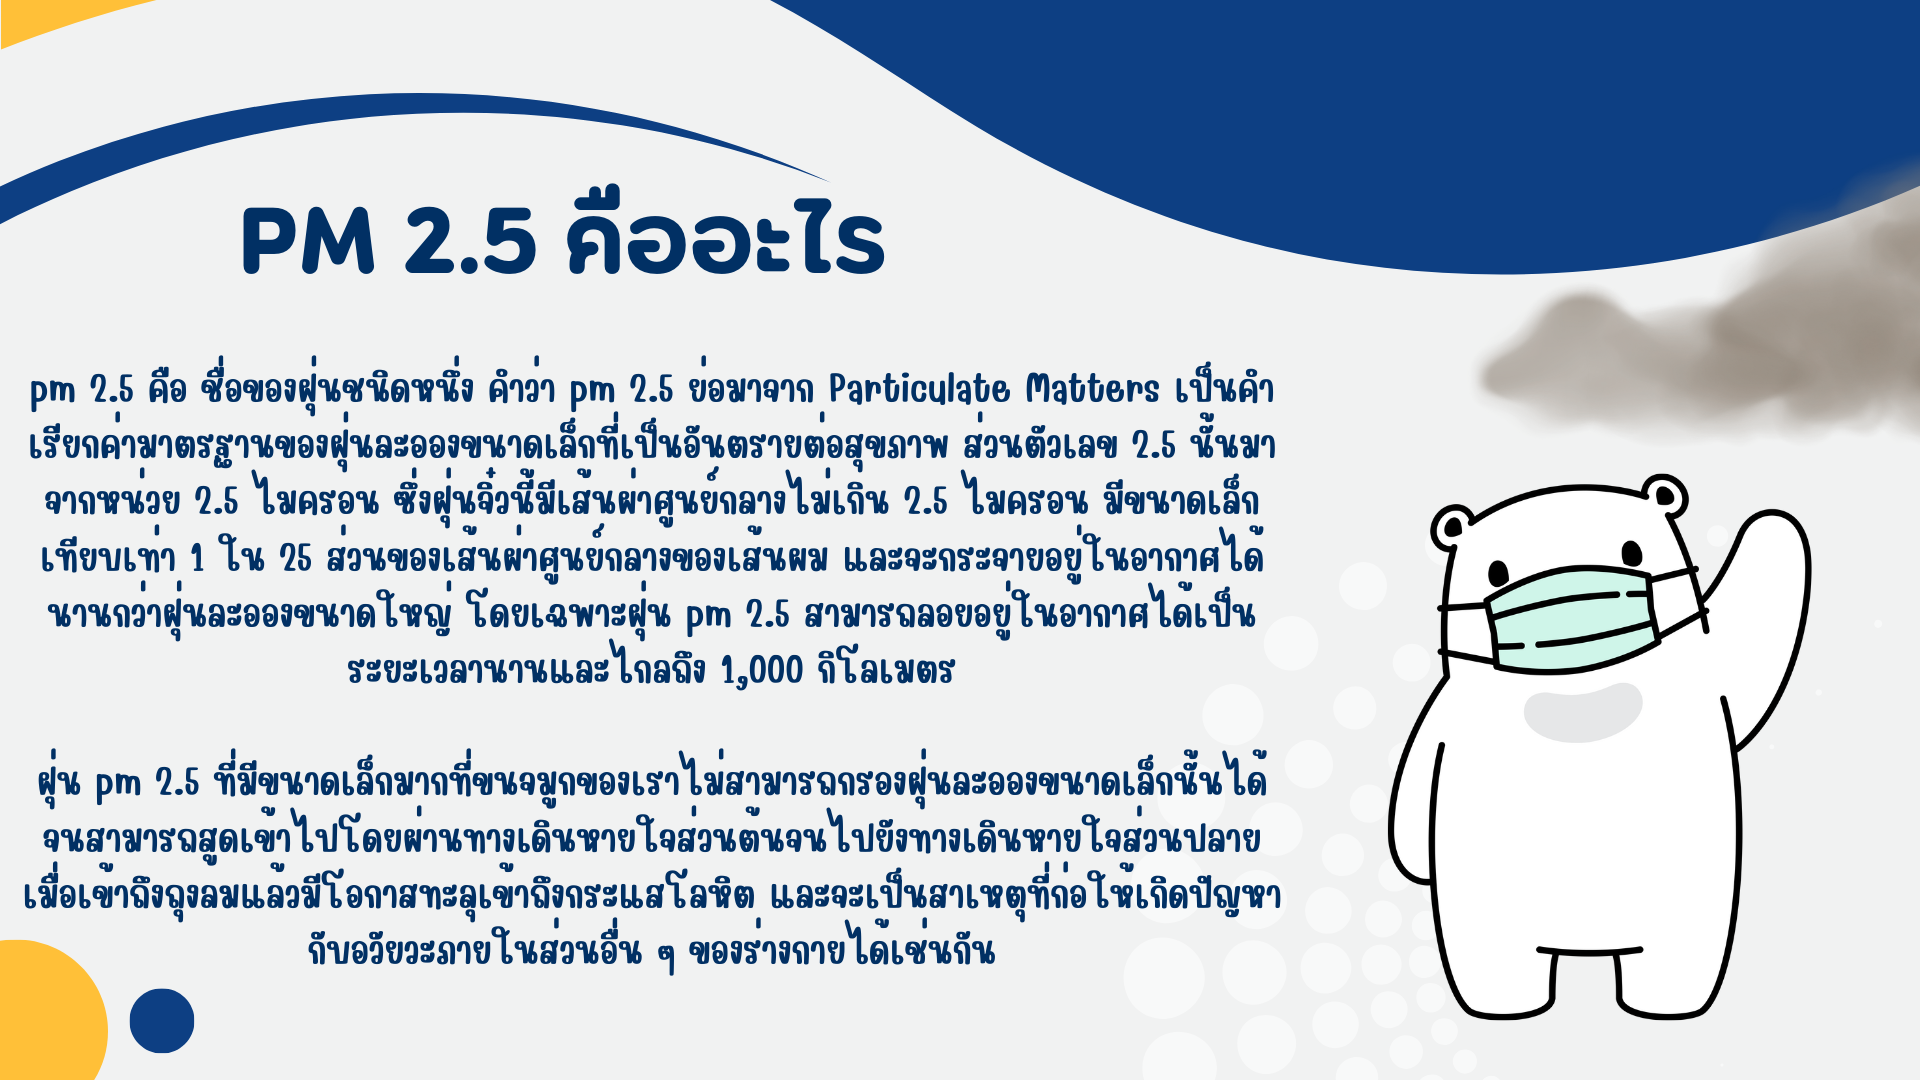 PM 2.5 คืออะไร
pm 2.5 คือ ชื่อของฝุ่นชนิดหนึ่ง คำว่า pm 2.5 ย่อมาจาก Particulate Matters เป็นคำ
เรียกค่ามาตรฐานของฝุ่นละอองขนาดเล็กที่เป็นอันตรายต่อสุขภาพ ส่วนตัวเลข 2.5 นั้นมา
จากหน่วย 2.5 ไมครอน ซึ่งฝุ่นจิ๋วนี้มีเส้นผ่าศูนย์กลางไม่เกิน 2.5 ไมครอน มีขนาดเล็ก
เทียบเท่า 1 ใน 25 ส่วนของเส้นผ่าศูนย์กลางของเส้นผม และจะกระจายอยู่ในอากาศได้
นานกว่าฝุ่นละอองขนาดใหญ่ โดยเฉพาะฝุ่น pm 2.5 สามารถลอยอยู่ในอากาศได้เป็น
ระยะเวลานานและไกลถึง 1,000 กิโลเมตร
ฝุ่น pm 2.5 ที่มีขนาดเล็กมากที่ขนจมูกของเราไม่สามารถกรองฝุ่นละอองขนาดเล็กนั้นได้
จนสามารถสูดเข้าไปโดยผ่านทางเดินหายใจส่วนต้นจนไปยังทางเดินหายใจส่วนปลาย
เมื่อเข้าถึงถุงลมแล้วมีโอกาสทะลุเข้าถึงกระแสโลหิต และจะเป็นสาเหตุที่ก่อให้เกิดปัญหา
กับอวัยวะภายในส่วนอื่น ๆ ของร่างกายได้เช่นกัน